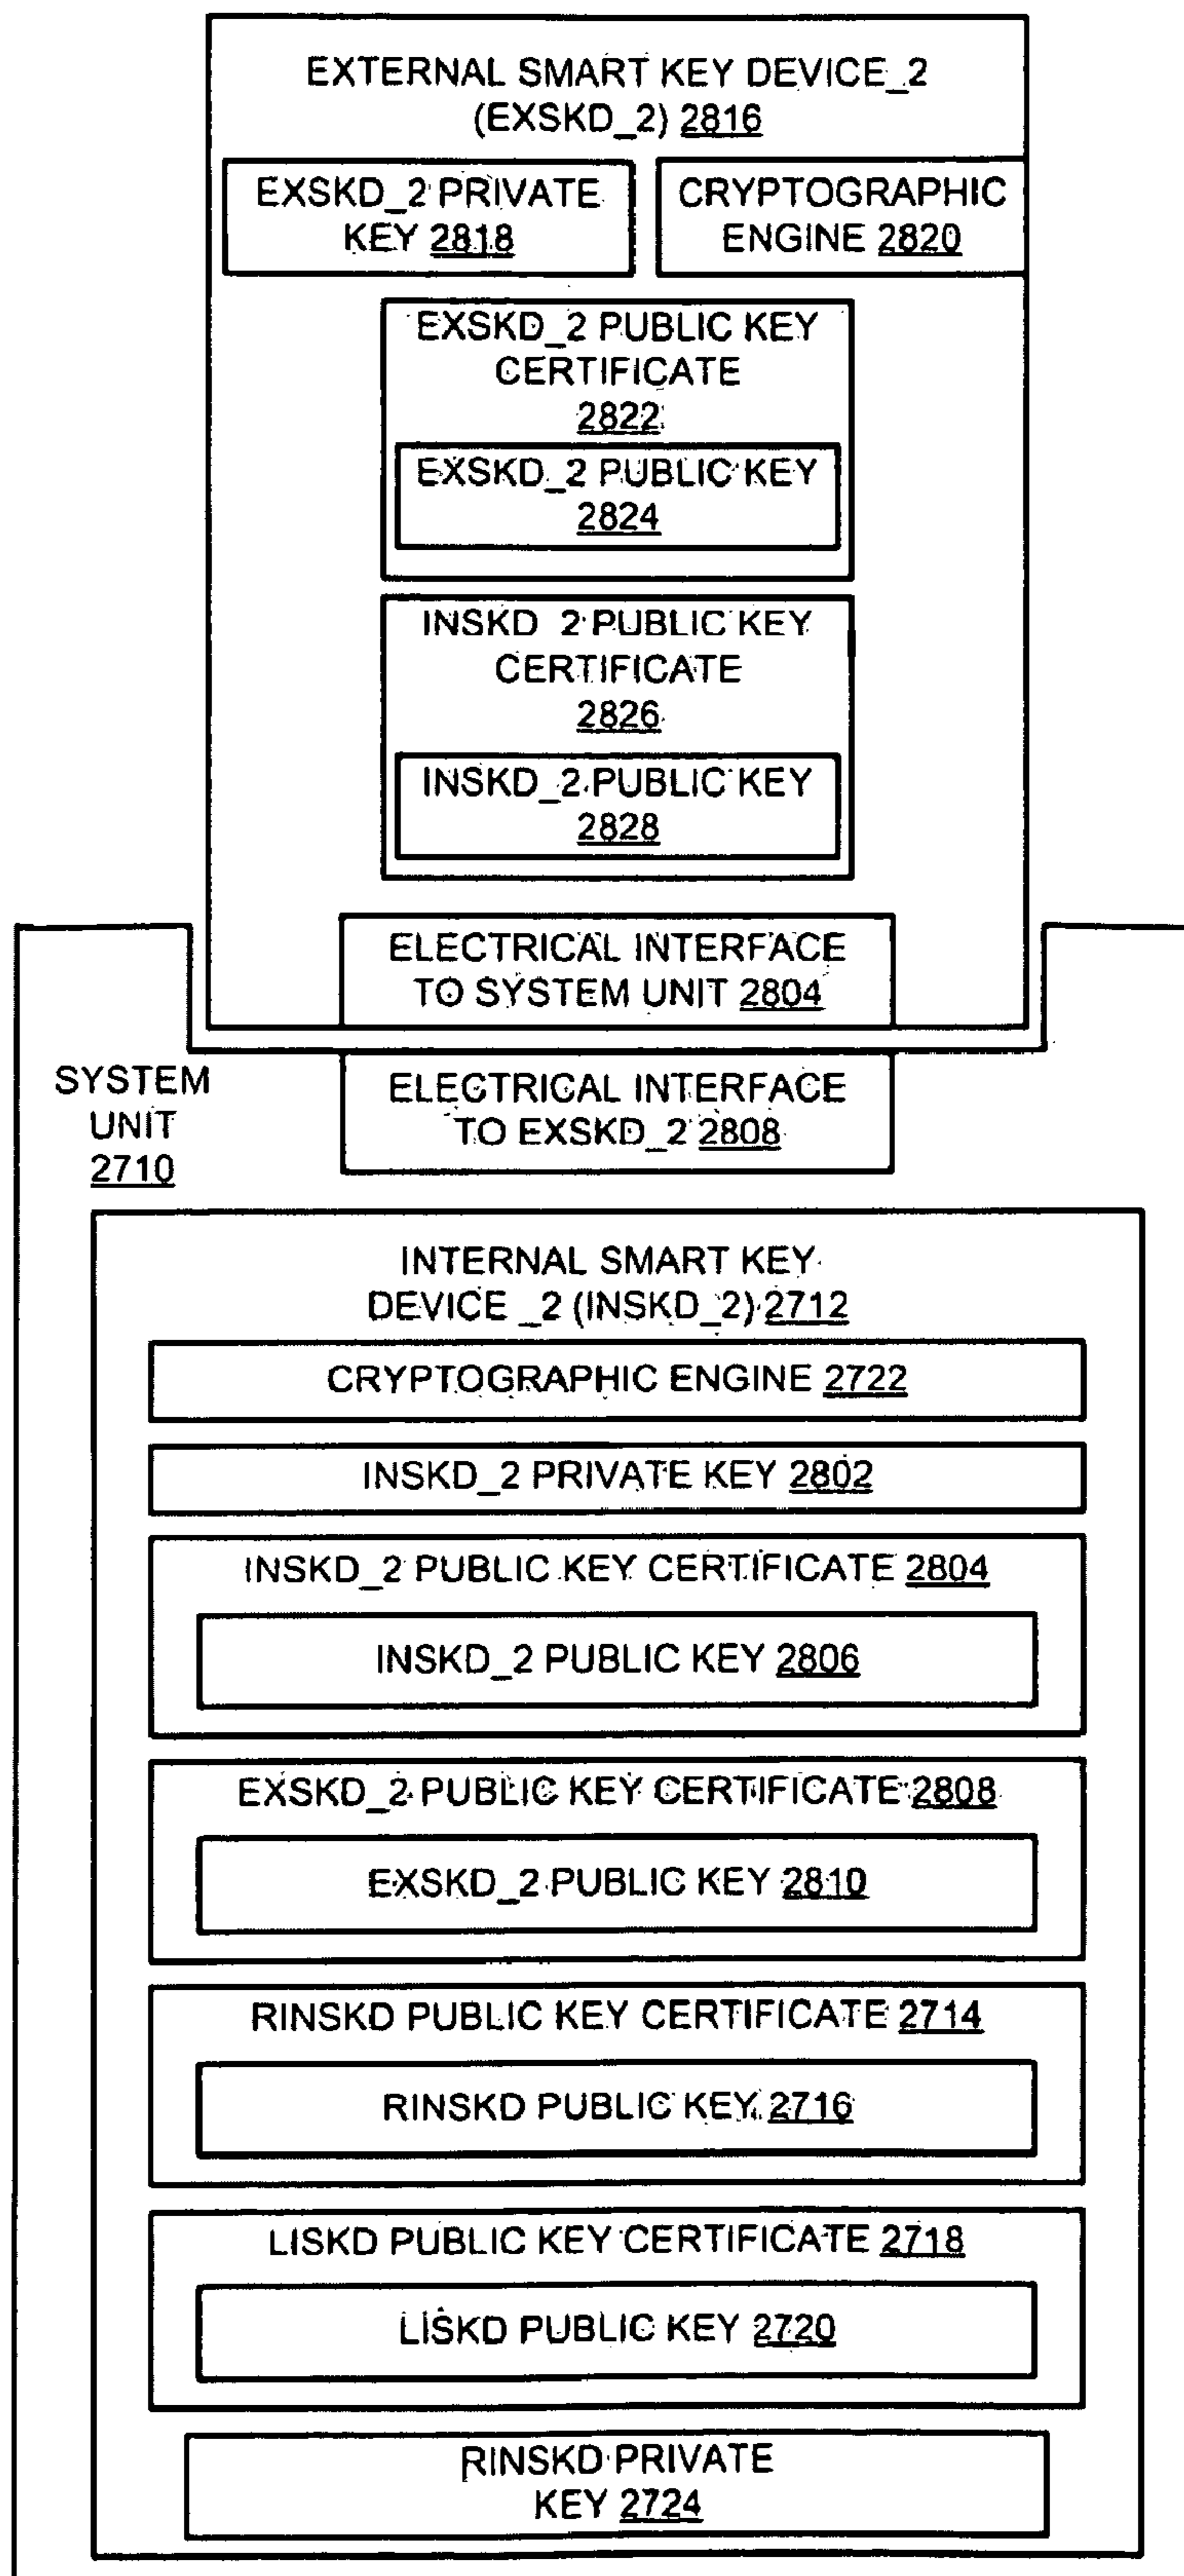 EXTERNAL SMART KEY DEVICE_2
(EXSKD_2) 2816
EXSKD_2 PRIVATE
KEY 2818
CRYPTOGRAPHIC
ENGINE 2820
EXSKD_2 PUBLIC KEY
CERTIFICATE
2822
EXSKD_2 PUBLIC KEY
2824
INSKD_2 PUBLIC KEY
CERTIFICATE
2826
INSKD_2 PUBLIC KEY
2828
ELECTRICAL INTERFACE
TO SYSTEM UNIT 2804
SYSTEM
UNIT
2710
ELECTRICAL INTERFACE
TO EXSKD_2 2808
INTERNAL SMART KEY
DEVICE _2 (INSKD_2) 2712
CRYPTOGRAPHIC ENGINE 2722
INSKD_2 PRIVATE KEY 2802
INSKD_2 PUBLIC KEY CERTIFICATE 2804
INSKD_2 PUBLIC KEY 2806
EXSKD_2 PUBLIC KEY CERTIFICATE 2808
EXSKD_2 PUBLIC KEY 2810
RINSKD PUBLIC KEY CERTIFICATE 2714
RINSKD PUBLIC KEY 2716
LISKD PUBLIC KEY CERTIFICATE 2718
LISKD PUBLIC KEY 2720
RINSKD PRIVATE
KEY 2724